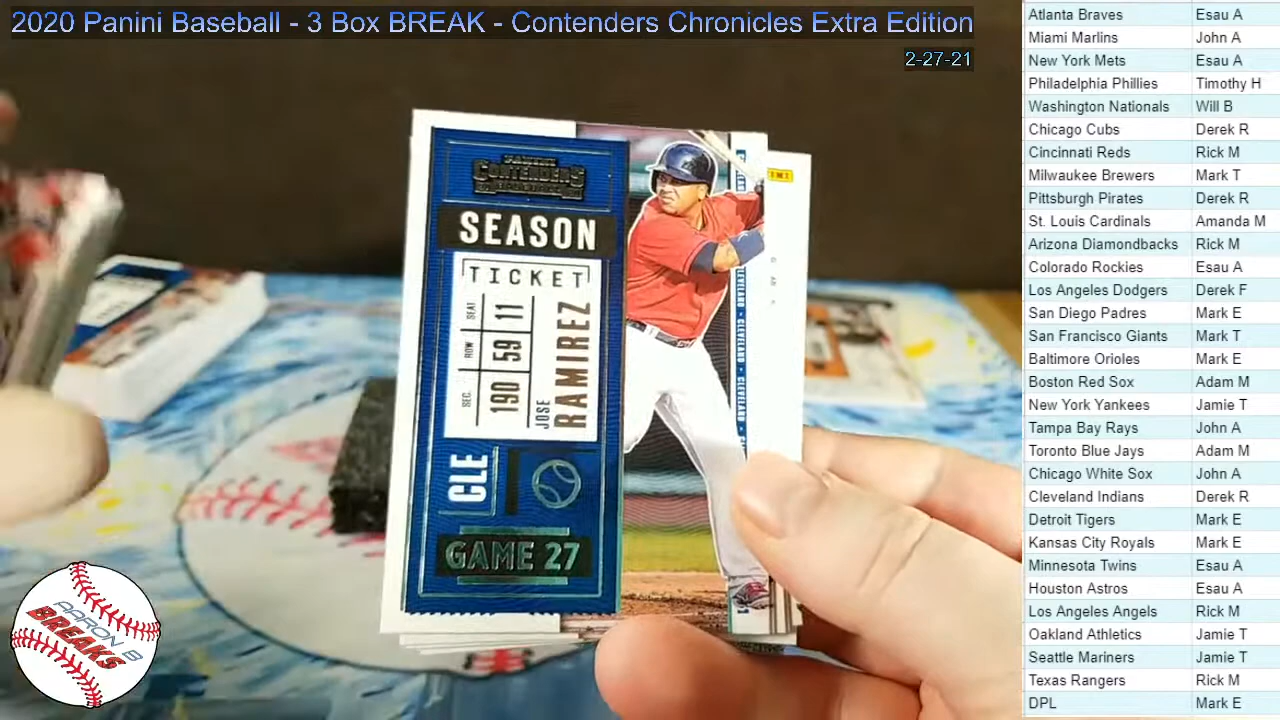 2020 Panini Baseball - 3 Box BREAK - Contenders Chronicles Extra Edition
2-27-21
PANINI
CONTENDERS
SEASON
TICKET
SEC. ROW SEAT
190 59 11
JOSE
RAMIREZ
CLE
GAME 27
CLEVELAND • CLEVELAND
AARON B
BREAKS
Atlanta Braves Esau A
Miami Marlins John A
New York Mets Esau A
Philadelphia Phillies Timothy H
Washington Nationals Will B
Chicago Cubs Derek R
Cincinnati Reds Rick M
Milwaukee Brewers Mark T
Pittsburgh Pirates Derek R
St. Louis Cardinals Amanda M
Arizona Diamondbacks Rick M
Colorado Rockies Esau A
Los Angeles Dodgers Derek F
San Diego Padres Mark E
San Francisco Giants Mark T
Baltimore Orioles Mark E
Boston Red Sox Adam M
New York Yankees Jamie T
Tampa Bay Rays John A
Toronto Blue Jays Adam M
Chicago White Sox John A
Cleveland Indians Derek R
Detroit Tigers Mark E
Kansas City Royals Mark E
Minnesota Twins Esau A
Houston Astros Esau A
Los Angeles Angels Rick M
Oakland Athletics Jamie T
Seattle Mariners Jamie T
Texas Rangers Rick M
DPL Mark E